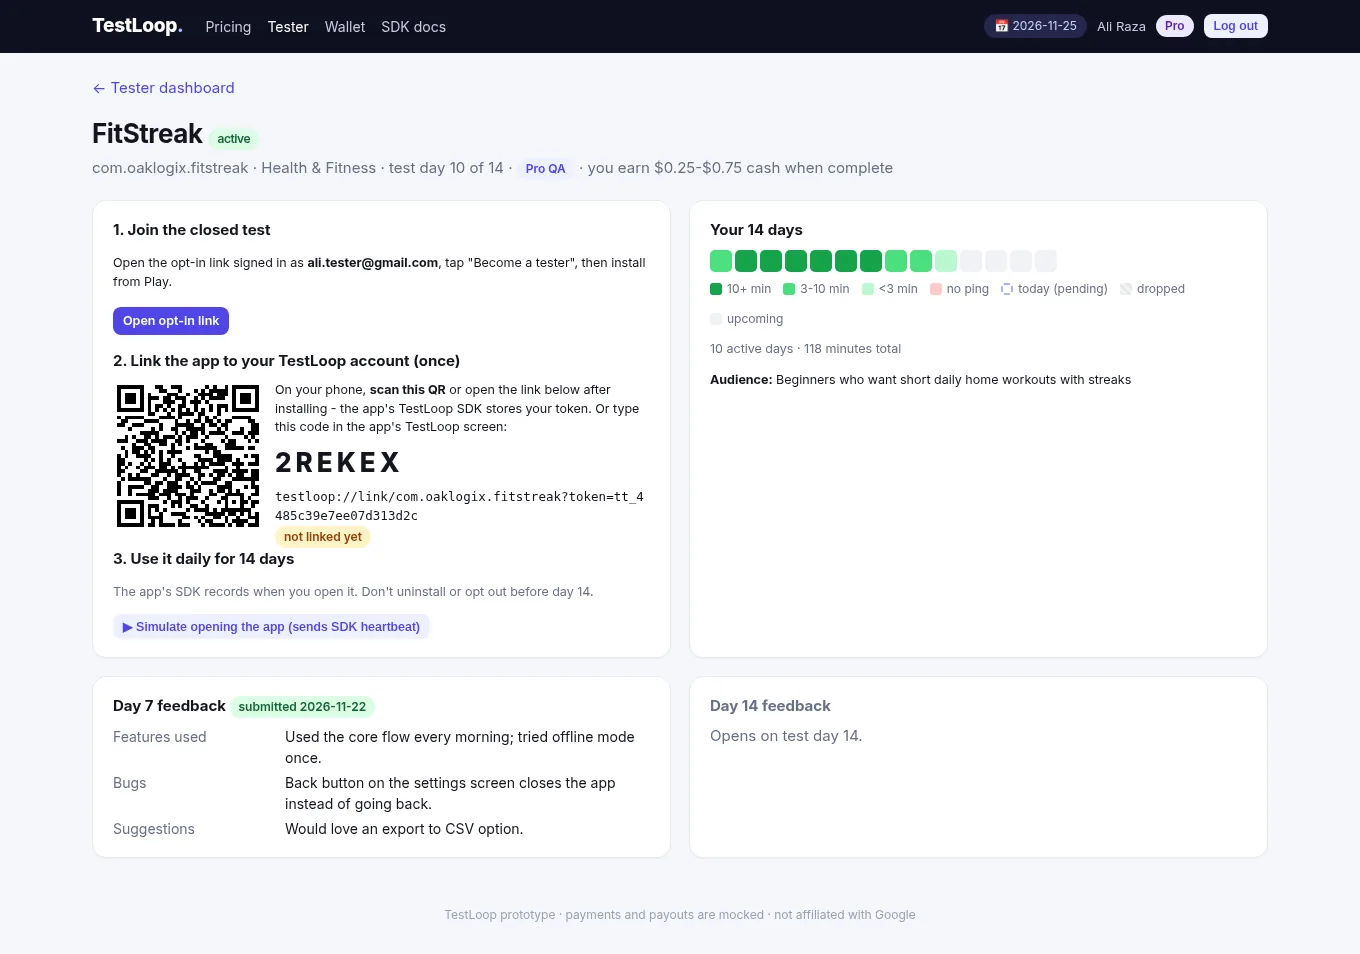 TestLoop.
Pricing
Tester
Wallet
SDK docs
📅 2026-11-25
Ali Raza
Pro
Log out
← Tester dashboard
FitStreak active
com.oaklogix.fitstreak · Health & Fitness · test day 10 of 14 · Pro QA · you earn $0.25-$0.75 cash when complete
1. Join the closed test
Open the opt-in link signed in as ali.tester@gmail.com, tap "Become a tester", then install
from Play.
Open opt-in link
2. Link the app to your TestLoop account (once)
On your phone, scan this QR or open the link below after
installing - the app's TestLoop SDK stores your token. Or type
this code in the app's TestLoop screen:
2REKEX
testloop://link/com.oaklogix.fitstreak?token=tt_4
485c39e7ee07d313d2c
not linked yet
3. Use it daily for 14 days
The app's SDK records when you open it. Don't uninstall or opt out before day 14.
▶ Simulate opening the app (sends SDK heartbeat)
Your 14 days
10+ min
3-10 min
<3 min
no ping
today (pending)
dropped
upcoming
10 active days · 118 minutes total
Audience: Beginners who want short daily home workouts with streaks
Day 7 feedback submitted 2026-11-22
Features used
Used the core flow every morning; tried offline mode
once.
Bugs
Back button on the settings screen closes the app
instead of going back.
Suggestions
Would love an export to CSV option.
Day 14 feedback
Opens on test day 14.
TestLoop prototype · payments and payouts are mocked · not affiliated with Google